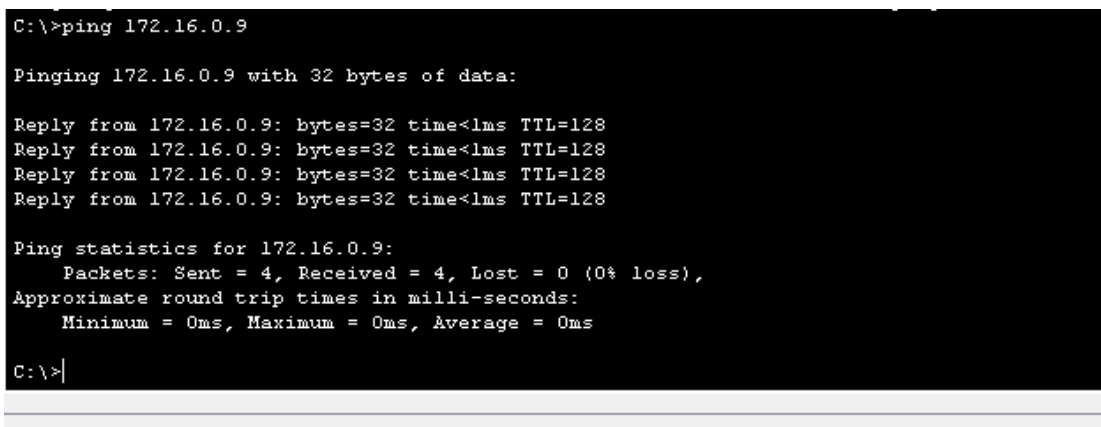 C:\>ping 172.16.0.9
Pinging 172.16.0.9 with 32 bytes of data:
Reply from 172.16.0.9: bytes=32 time<1ms TTL=128
Reply from 172.16.0.9: bytes=32 time<1ms TTL=128
Reply from 172.16.0.9: bytes=32 time<1ms TTL=128
Reply from 172.16.0.9: bytes=32 time<1ms TTL=128
Ping statistics for 172.16.0.9:
    Packets: Sent = 4, Received = 4, Lost = 0 (0% loss),
Approximate round trip times in milli-seconds:
    Minimum = 0ms, Maximum = 0ms, Average = 0ms
C:\>